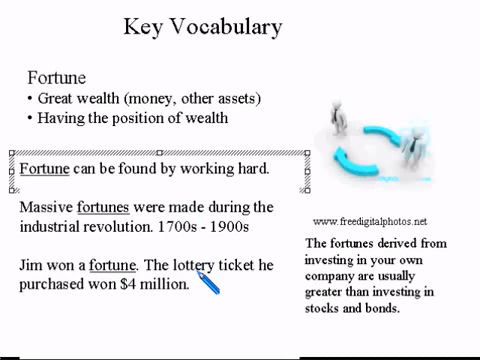 Key Vocabulary
Fortune
• Great wealth (money, other assets)
• Having the position of wealth
Fortune can be found by working hard.
Massive fortunes were made during the
industrial revolution. 1700s - 1900s
Jim won a fortune. The lottery ticket he
purchased won $4 million.
www.freedigitalphotos.net
The fortunes derived from
investing in your own
company are usually
greater than investing in
stocks and bonds.